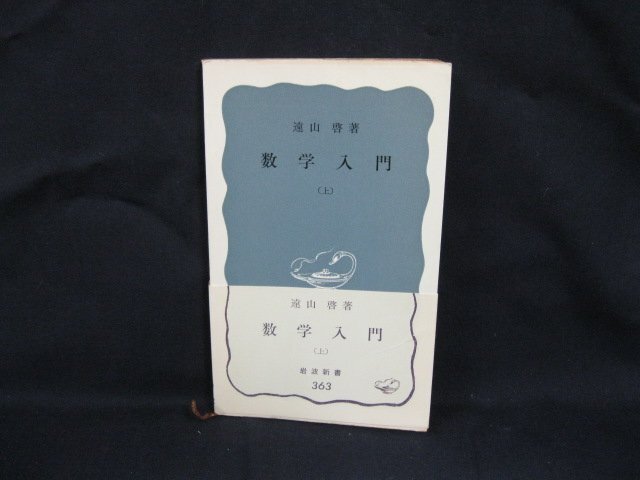 遠山 啓著
数学入門
（上）
遠山 啓著
数学入門
（上）
岩波新書
363